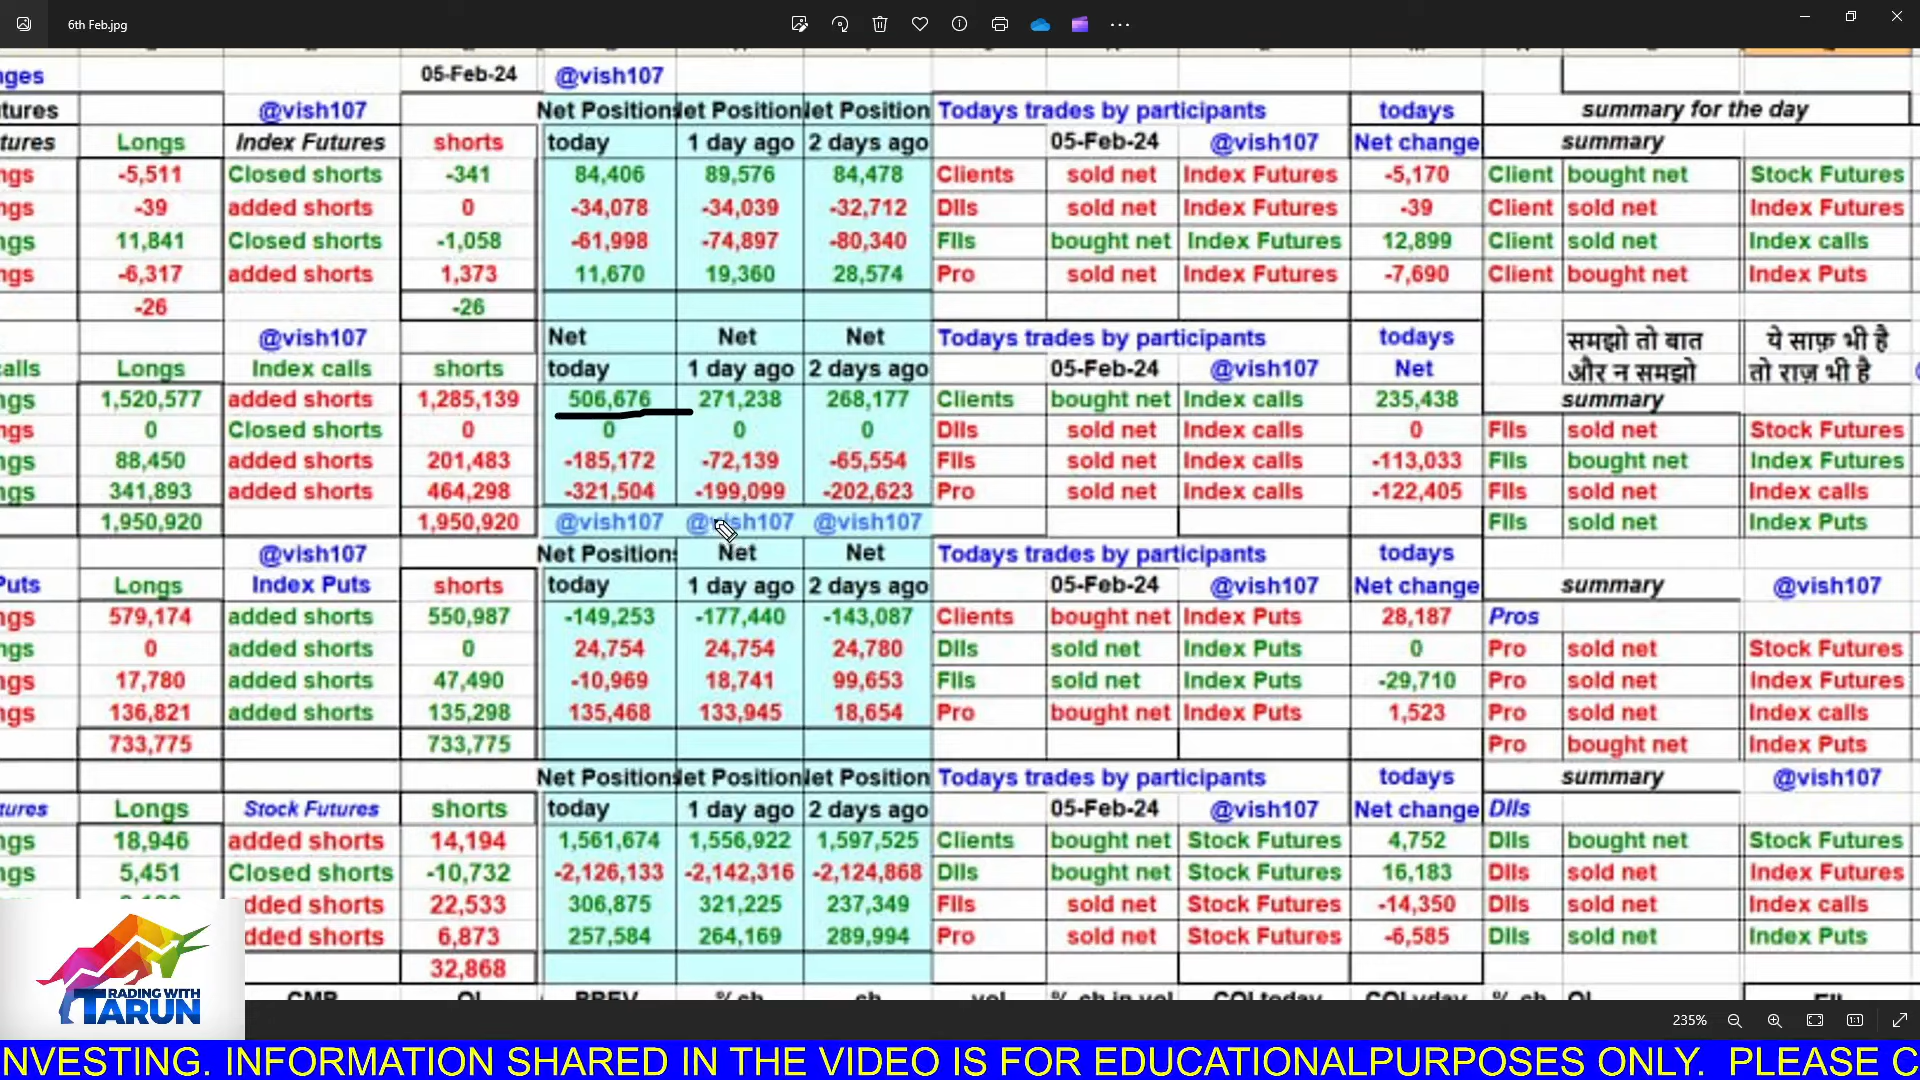 6th Feb.jpg
nges 05-Feb-24 @vish107
utures @vish107 Net Positions Net Position Net Position Todays trades by participants todays summary for the day
tures Longs Index Futures shorts today 1 day ago 2 days ago 05-Feb-24 @vish107 Net change summary
ngs -5,511 Closed shorts -341 84,406 89,576 84,478 Clients sold net Index Futures -5,170 Client bought net Stock Futures
ngs -39 added shorts 0 -34,078 -34,039 -32,712 DIIs sold net Index Futures -39 Client sold net Index Futures
ngs 11,841 Closed shorts -1,058 -61,998 -74,897 -80,340 FIIs bought net Index Futures 12,899 Client sold net Index calls
ngs -6,317 added shorts 1,373 11,670 19,360 28,574 Pro sold net Index Futures -7,690 Client bought net Index Puts
-26 -26
@vish107 Net Net Net Todays trades by participants todays समझो तो बात ये साफ़ भी है
calls Longs Index calls shorts today 1 day ago 2 days ago 05-Feb-24 @vish107 Net और न समझो तो राज़ भी है
ngs 1,520,577 added shorts 1,285,139 506,676 271,238 268,177 Clients bought net Index calls 235,438 summary
ngs 0 Closed shorts 0 0 0 0 DIIs sold net Index calls 0 FIIs sold net Stock Futures
ngs 88,450 added shorts 201,483 -185,172 -72,139 -65,554 FIIs sold net Index calls -113,033 FIIs bought net Index Futures
ngs 341,893 added shorts 464,298 -321,504 -199,099 -202,623 Pro sold net Index calls -122,405 FIIs sold net Index calls
1,950,920 1,950,920 @vish107 @vish107 @vish107 FIIs sold net Index Puts
@vish107 Net Positions Net Net Todays trades by participants todays
Puts Longs Index Puts shorts today 1 day ago 2 days ago 05-Feb-24 @vish107 Net change summary @vish107
ngs 579,174 added shorts 550,987 -149,253 -177,440 -143,087 Clients bought net Index Puts 28,187 Pros
ngs 0 added shorts 0 24,754 24,754 24,780 DIIs sold net Index Puts 0 Pro sold net Stock Futures
ngs 17,780 added shorts 47,490 -10,969 18,741 99,653 FIIs sold net Index Puts -29,710 Pro sold net Index Futures
ngs 136,821 added shorts 135,298 135,468 133,945 18,654 Pro bought net Index Puts 1,523 Pro sold net Index calls
733,775 733,775 Pro bought net Index Puts
Net Positions Net Position Net Position Todays trades by participants todays summary @vish107
tures Longs Stock Futures shorts today 1 day ago 2 days ago 05-Feb-24 @vish107 Net change DIIs
ngs 18,946 added shorts 14,194 1,561,674 1,556,922 1,597,525 Clients bought net Stock Futures 4,752 DIIs bought net Stock Futures
ngs 5,451 Closed shorts -10,732 -2,126,133 -2,142,316 -2,124,868 DIIs bought net Stock Futures 16,183 DIIs sold net Index Futures
added shorts 22,533 306,875 321,225 237,349 FIIs sold net Stock Futures -14,350 DIIs sold net Index calls
added shorts 6,873 257,584 264,169 289,994 Pro sold net Stock Futures -6,585 DIIs sold net Index Puts
32,868
TRADING WITH
TARUN
235%
NVESTING. INFORMATION SHARED IN THE VIDEO IS FOR EDUCATIONALPURPOSES ONLY. PLEASE C